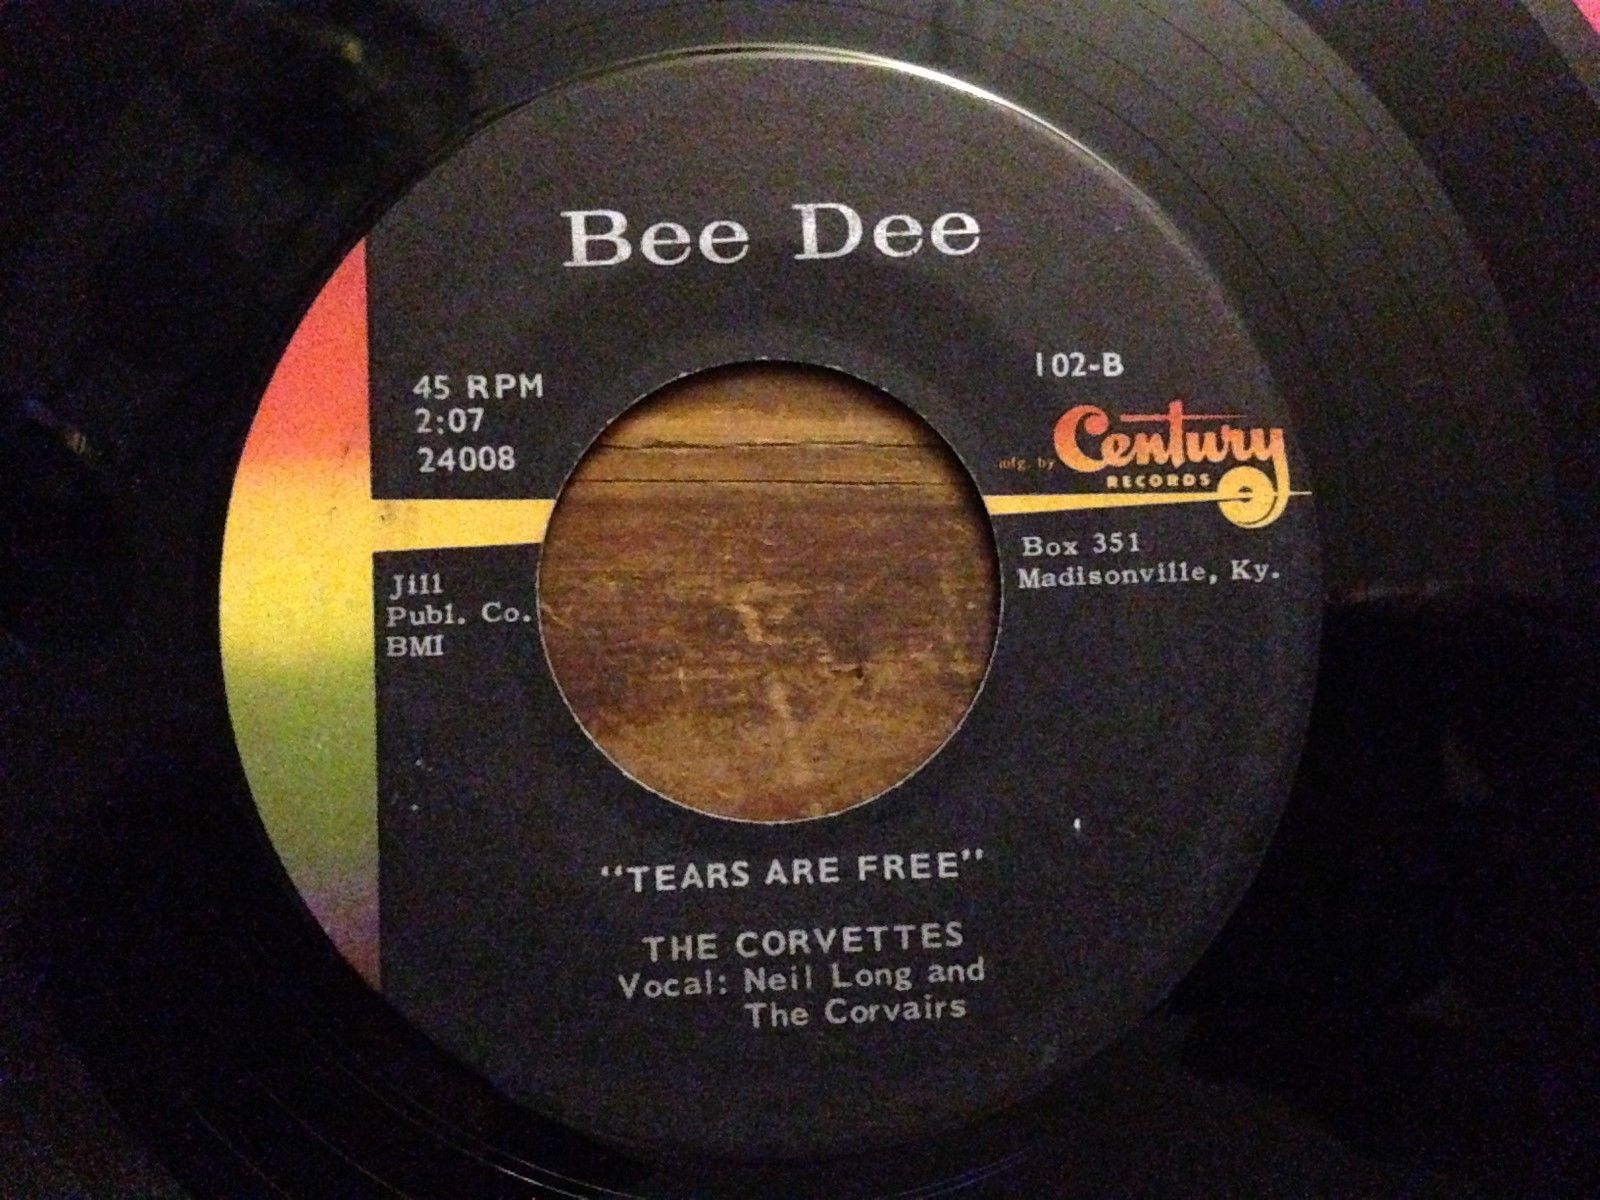 Bee Dee
45 RPM
2:07
24008
102-B
mfg. by Century
RECORDS
Jill
Publ. Co.
BMI
Box 351
Madisonville, Ky.
"TEARS ARE FREE"
THE CORVETTES
Vocal: Neil Long and
The Corvairs